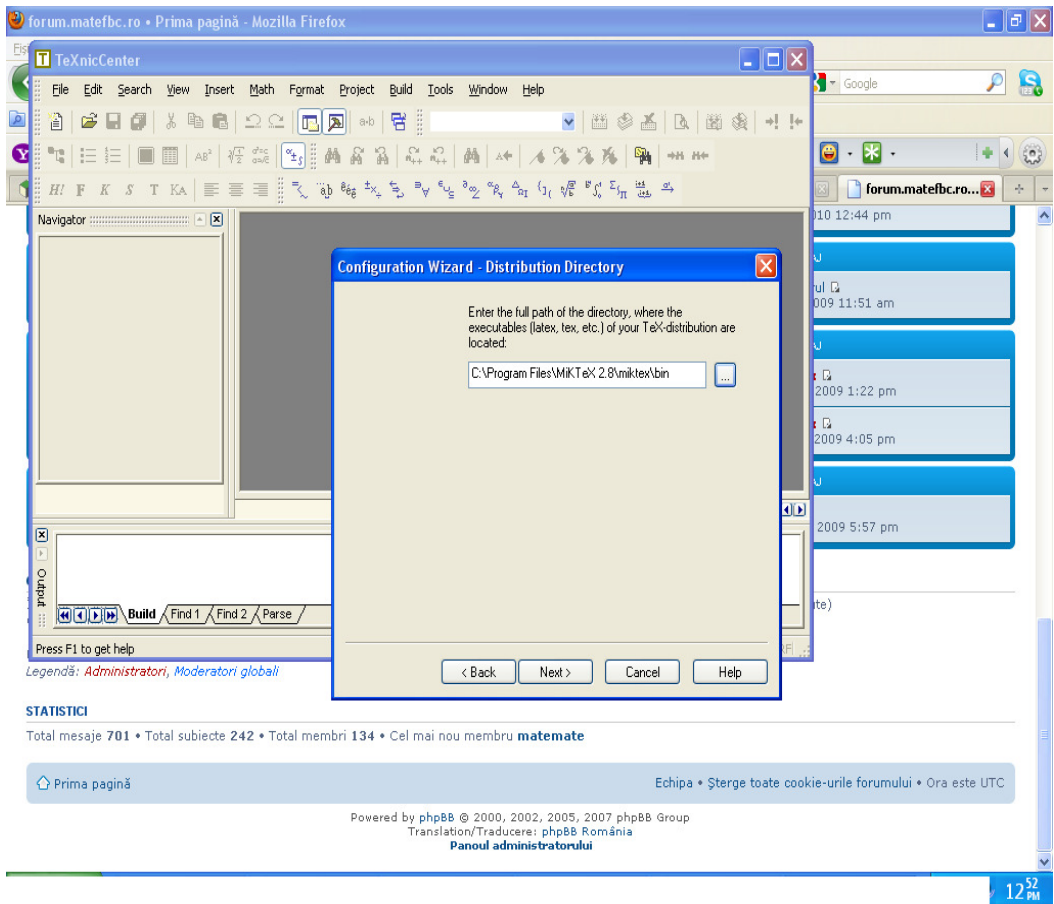 forum.matefbc.ro • Prima pagină - Mozilla Firefox
TeXnicCenter
File Edit Search View Insert Math Format Project Build Tools Window Help
Google
H! F K S T KA
forum.matefbc.ro...
Navigator
010 12:44 pm
Configuration Wizard - Distribution Directory
Enter the full path of the directory, where the
executables (latex, tex, etc.) of your TeX-distribution are
located:
C:\Program Files\MiKTeX 2.8\miktex\bin
...
009 11:51 am
2009 1:22 pm
2009 4:05 pm
2009 5:57 pm
Output
Build Find 1 Find 2 Parse
Press F1 to get help
< Back Next > Cancel Help
Legendă: Administratori, Moderatori globali
STATISTICI
Total mesaje 701 • Total subiecte 242 • Total membri 134 • Cel mai nou membru matemate
Prima pagină
Echipa • Şterge toate cookie-urile forumului • Ora este UTC
Powered by phpBB © 2000, 2002, 2005, 2007 phpBB Group
Translation/Traducere: phpBB România
Panoul administratorului
12 52 PM